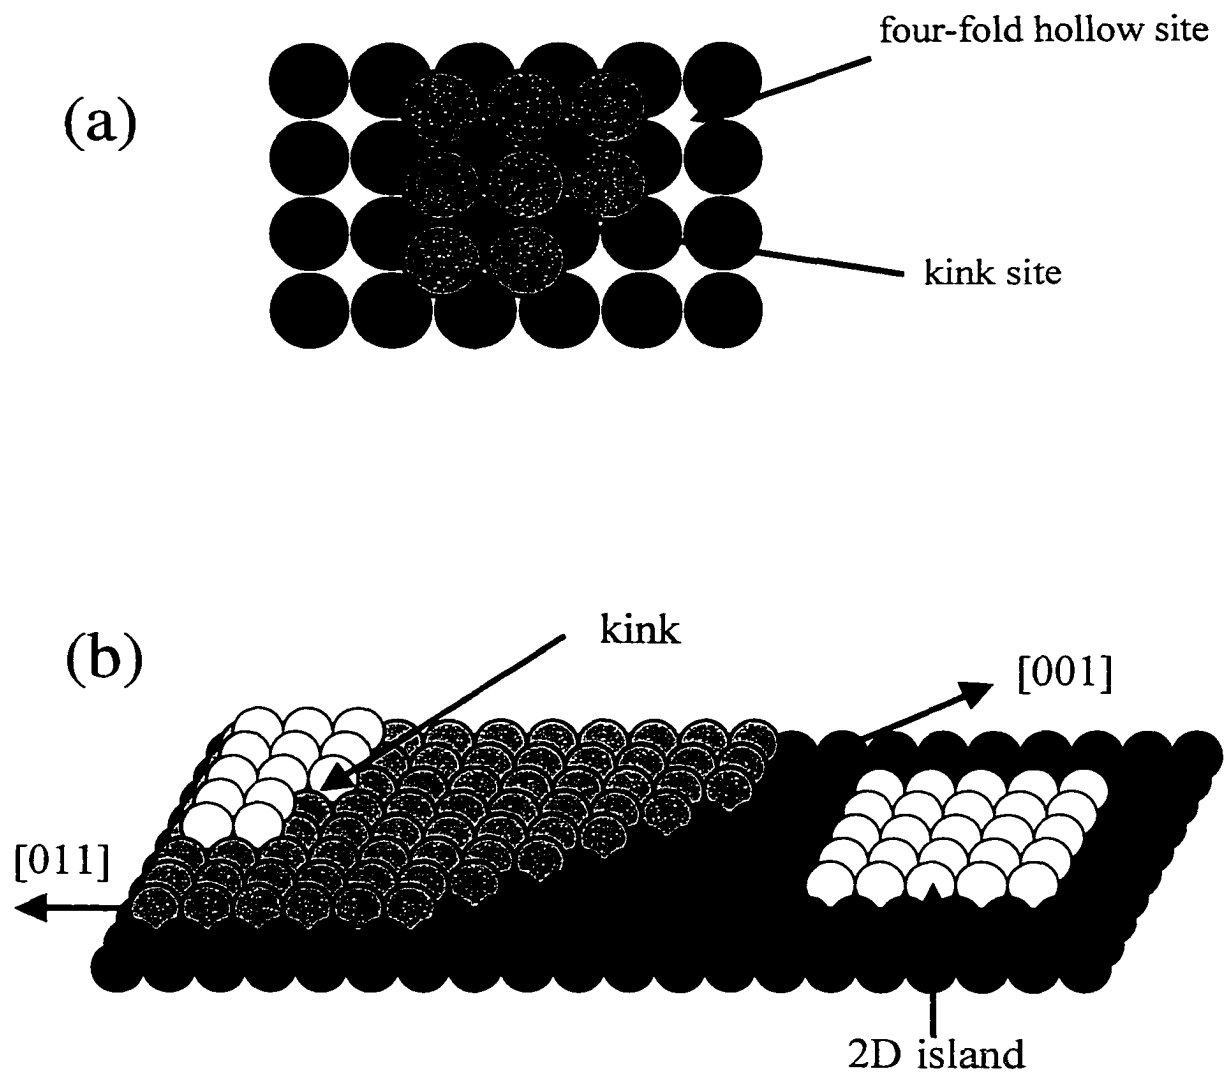 four-fold hollow site
(a)
kink site
(b)
kink
[001]
[011]
2D island